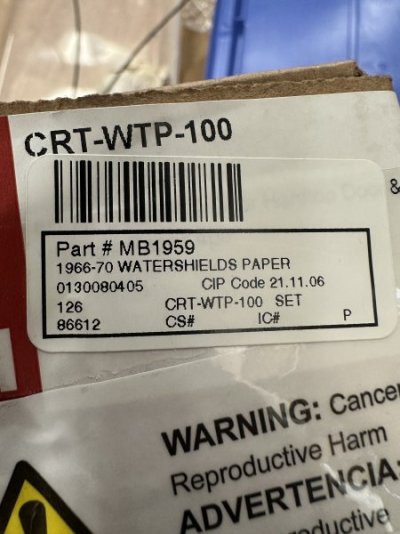 CRT-WTP-100
&
Part # MB1959
1966-70 WATERSHIELDS PAPER
0130080405 CIP Code 21.11.06
126 CRT-WTP-100 SET
86612 CS# IC# P
WARNING: Cancer
Reproductive Harm
ADVERTENCIA: